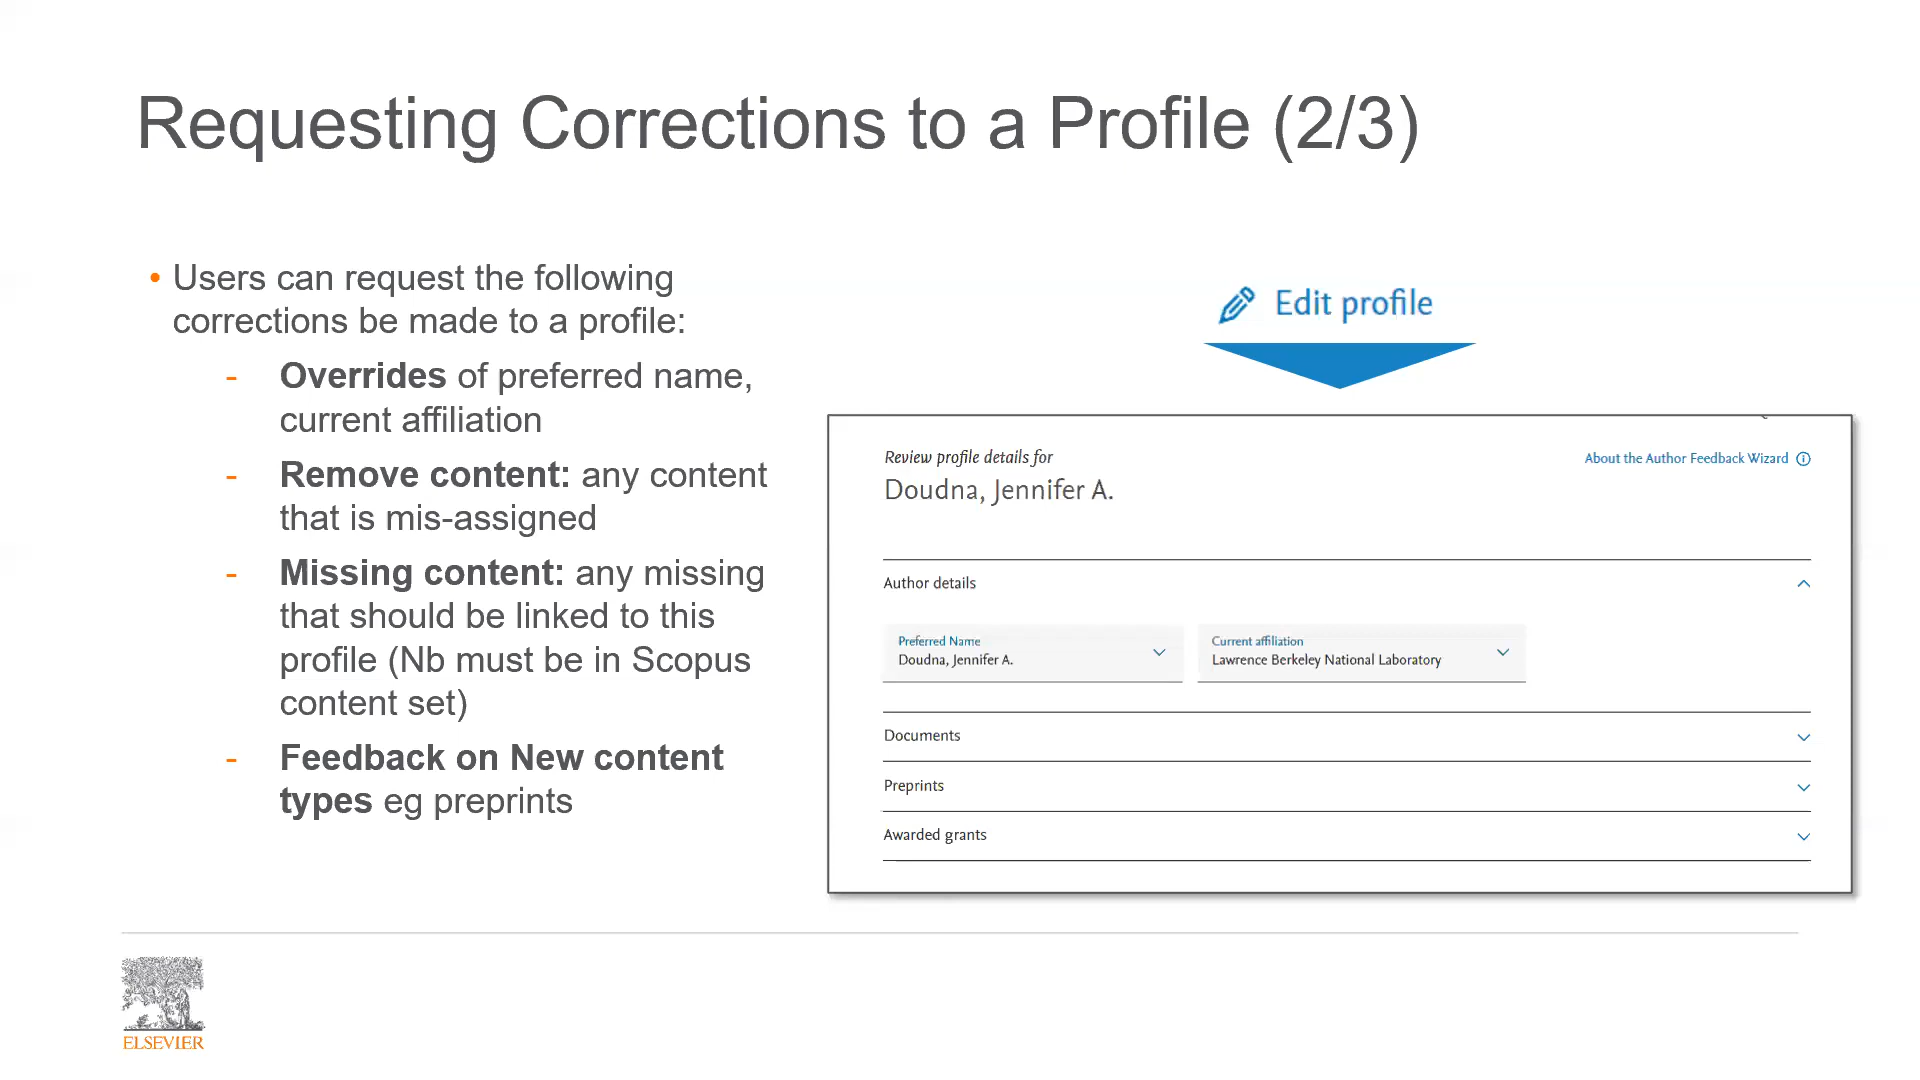 Requesting Corrections to a Profile (2/3)
• Users can request the following
corrections be made to a profile:
- Overrides of preferred name,
current affiliation
- Remove content: any content
that is mis-assigned
- Missing content: any missing
that should be linked to this
profile (Nb must be in Scopus
content set)
- Feedback on New content
types eg preprints
Edit profile
Review profile details for
About the Author Feedback Wizard
Doudna, Jennifer A.
Author details
Preferred Name
Doudna, Jennifer A.
Current affiliation
Lawrence Berkeley National Laboratory
Documents
Preprints
Awarded grants
ELSEVIER